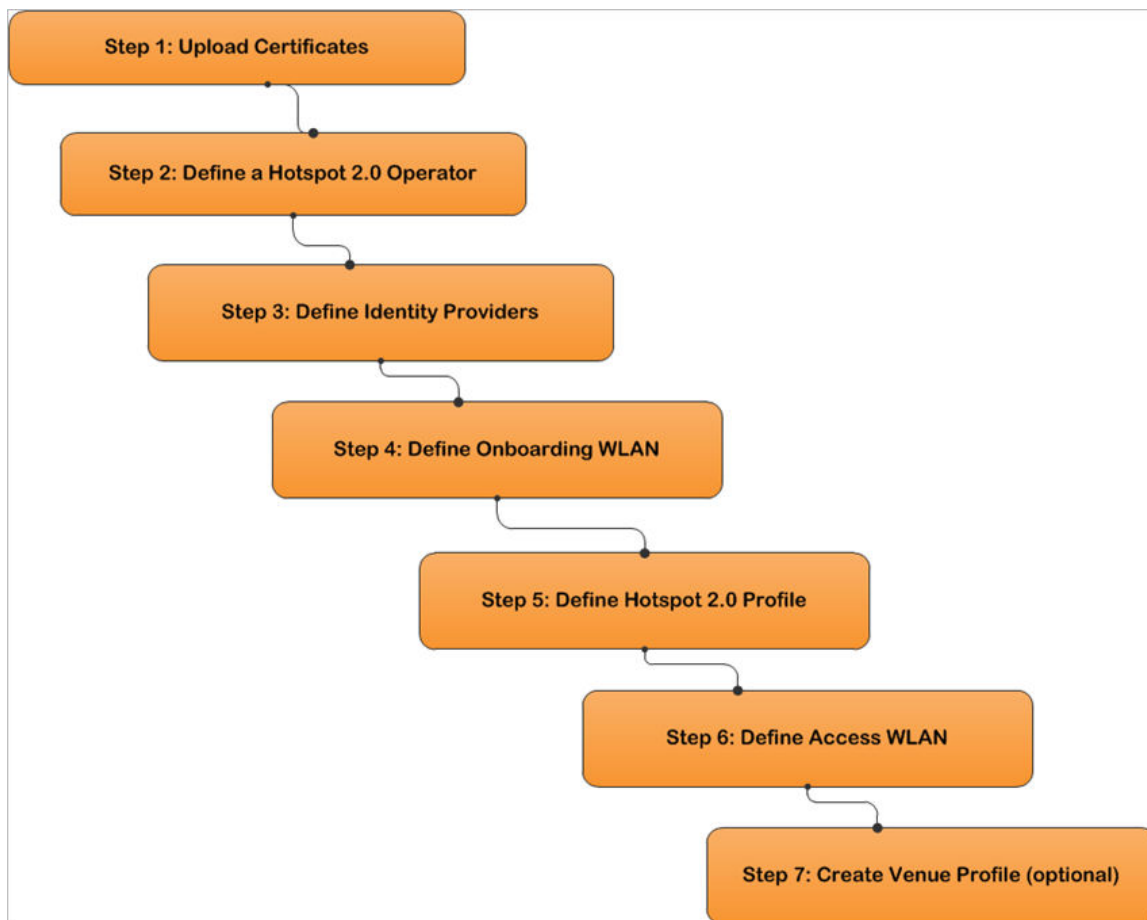 Step 1: Upload Certificates
Step 2: Define a Hotspot 2.0 Operator
Step 3: Define Identity Providers
Step 4: Define Onboarding WLAN
Step 5: Define Hotspot 2.0 Profile
Step 6: Define Access WLAN
Step 7: Create Venue Profile (optional)